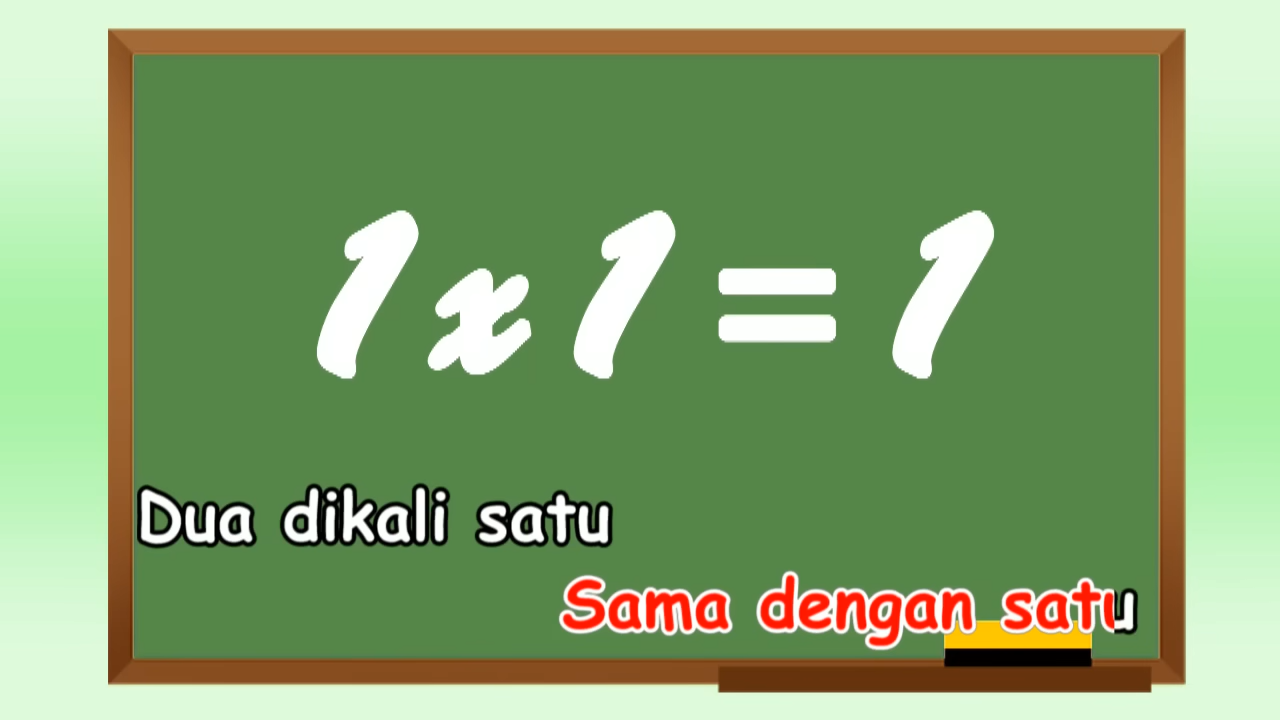 1 x 1 = 1
Dua dikali satu
Sama dengan satu